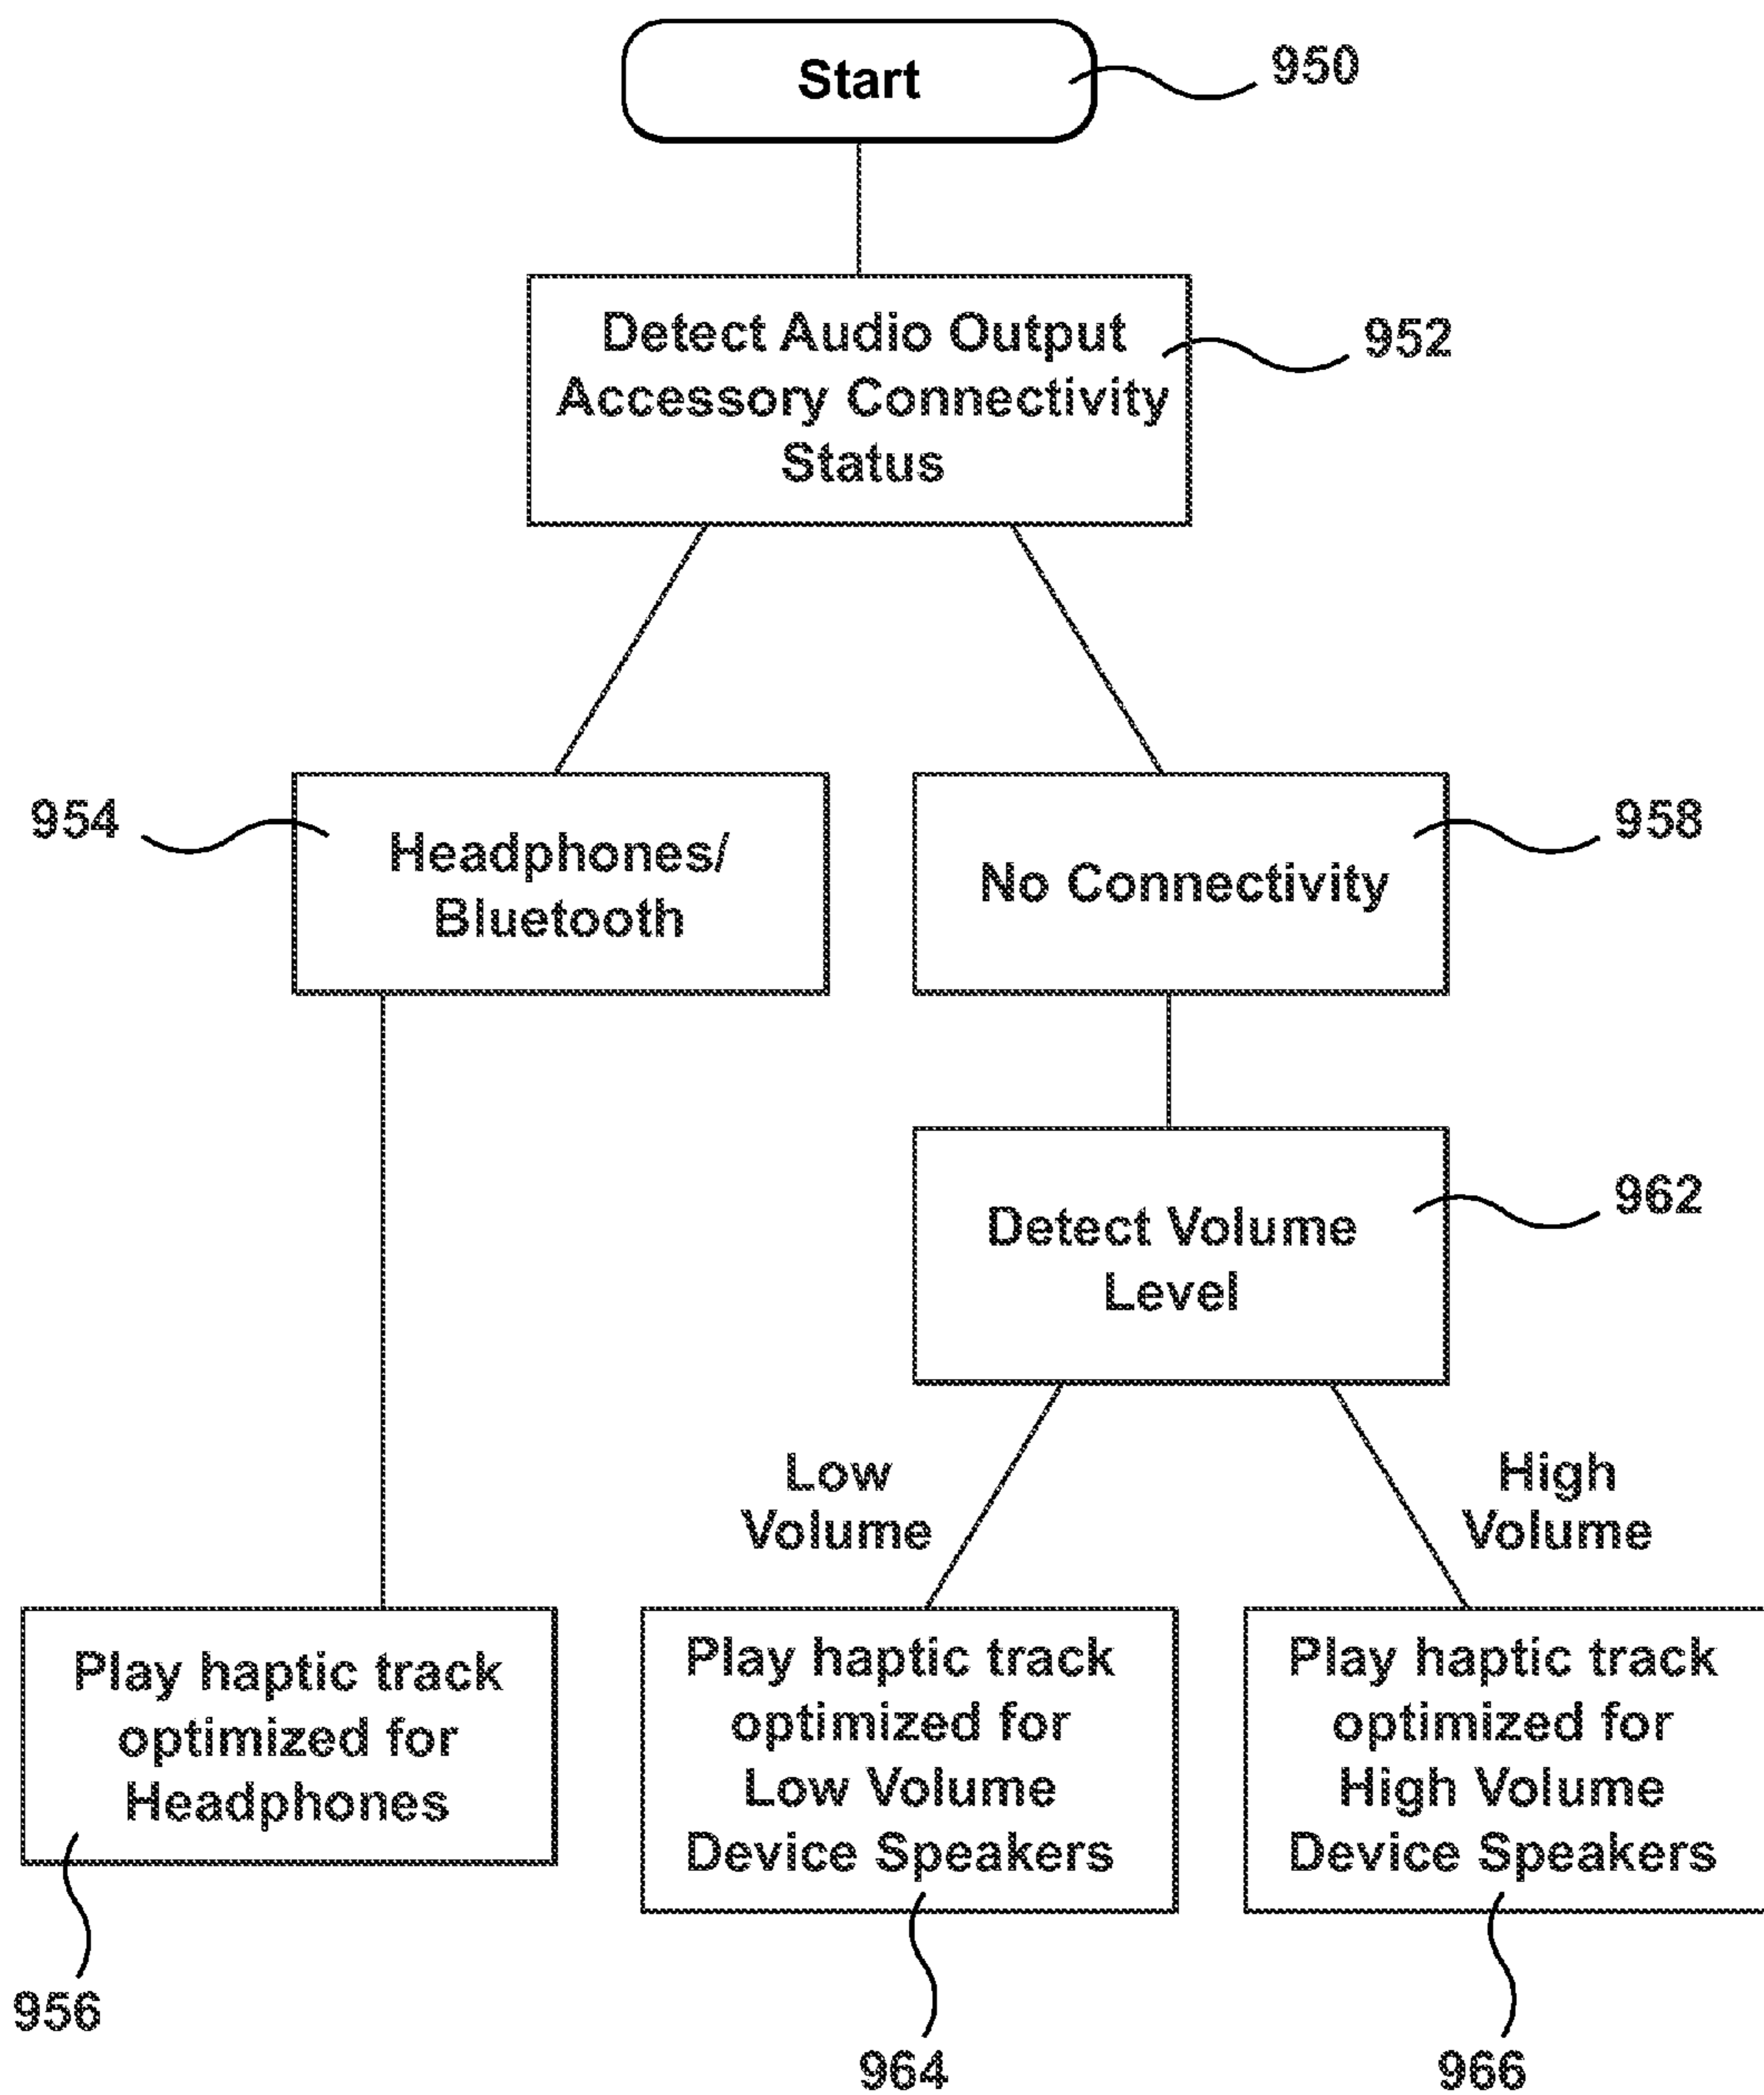 Start
950
Detect Audio Output
Accessory Connectivity
Status
952
954
Headphones/
Bluetooth
No Connectivity
958
Detect Volume
Level
962
Low
Volume
High
Volume
Play haptic track
optimized for
Headphones
956
Play haptic track
optimized for
Low Volume
Device Speakers
964
Play haptic track
optimized for
High Volume
Device Speakers
966